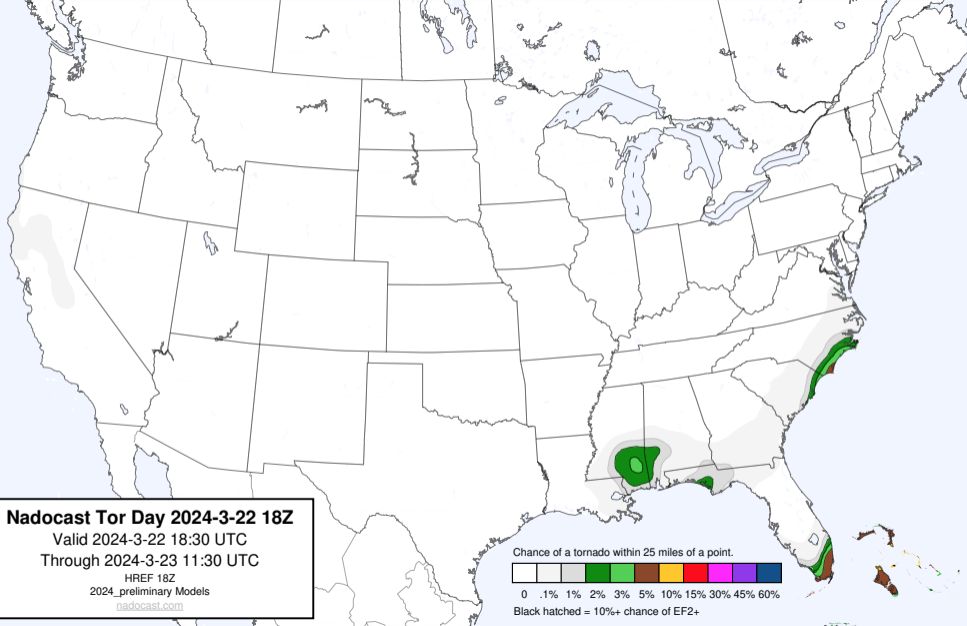 Nadocast Tor Day 2024-3-22 18Z
Valid 2024-3-22 18:30 UTC
Through 2024-3-23 11:30 UTC
HREF 18Z
2024_preliminary Models
nadocast.com
Chance of a tornado within 25 miles of a point.
0 .1% 1% 2% 3% 5% 10% 15% 30% 45% 60%
Black hatched = 10%+ chance of EF2+